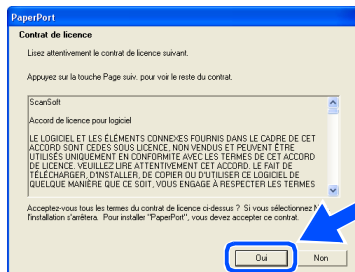 PaperPort
Contrat de licence
Lisez attentivement le contrat de licence suivant.
Appuyez sur la touche Page suiv. pour voir le reste du contrat.
ScanSoft
Accord de licence pour logiciel
LE LOGICIEL ET LES ÉLÉMENTS CONNEXES FOURNIS DANS LE CADRE DE CET
ACCORD SONT CEDES SOUS LICENCE, NON VENDUS ET PEUVENT ÊTRE
UTILISÉS UNIQUEMENT EN CONFORMITE AVEC LES TERMES DE CET ACCORD
DE LICENCE. VEUILLEZ LIRE ATTENTIVEMENT CET ACCORD. LE FAIT DE
TÉLÉCHARGER, D'INSTALLER, DE COPIER OU D'UTILISER CE LOGICIEL DE
QUELQUE MANIÈRE QUE CE SOIT, VOUS ENGAGE À RESPECTER LES TERMES
Acceptez-vous tous les termes du contrat de licence ci-dessus ? Si vous sélectionnez N
l'installation s'arrêtera. Pour installer "PaperPort", vous devez accepter ce contrat.
Oui
Non